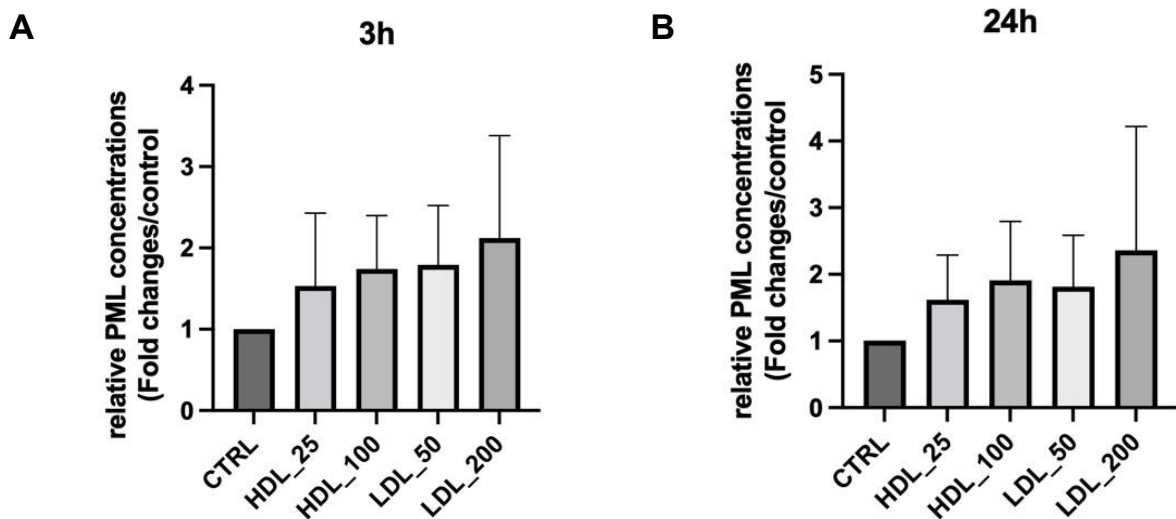 A
3h
relative PML concentrations
(Fold changes/control
4
3
2
1
0
CTRL
HDL_25
HDL_100
LDL_50
LDL_200
B
24h
relative PML concentrations
(Fold changes/control
5
4
3
2
1
0
CTRL
HDL_25
HDL_100
LDL_50
LDL_200